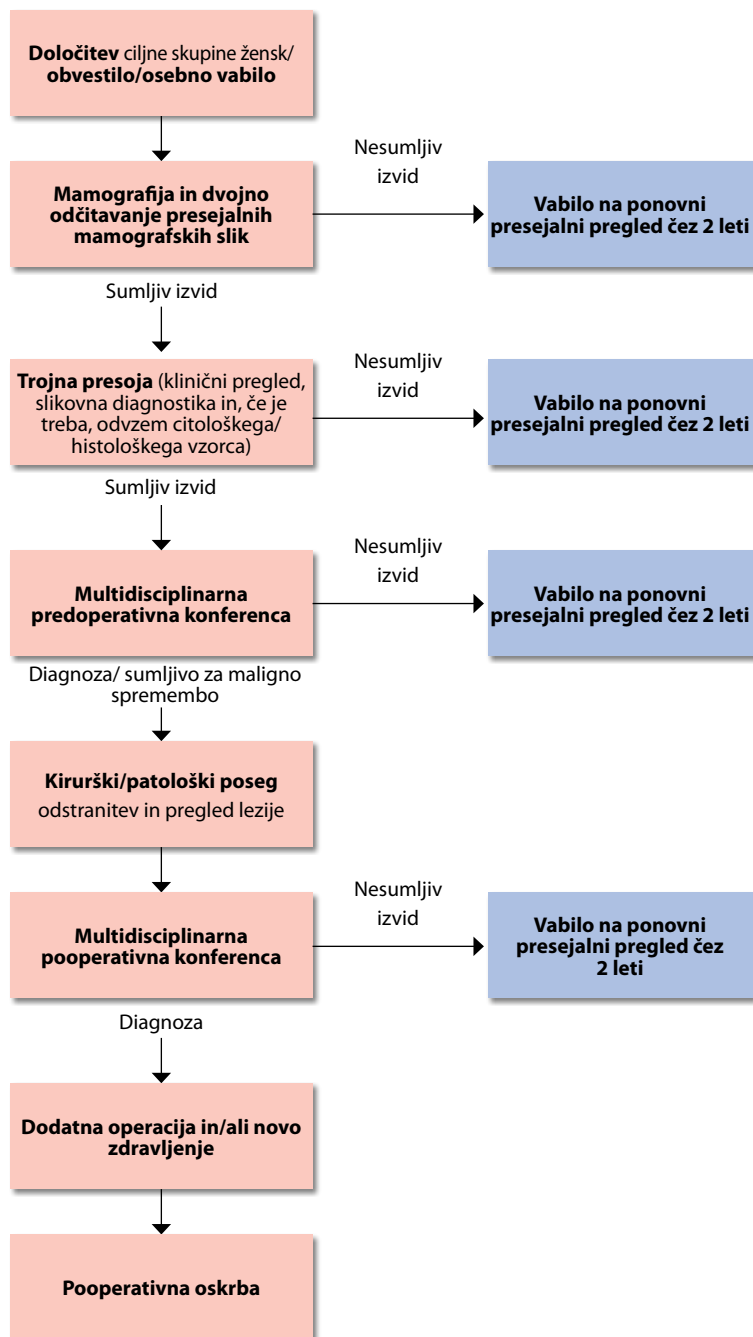 Določitev ciljne skupine žensk/
obvestilo/osebno vabilo
Nesumljiv
izvid
Mamografija in dvojno
odčitavanje presejalnih
mamografskih slik
Vabilo na ponovni
presejalni pregled čez 2 leti
Sumljiv izvid
Nesumljiv
izvid
Trojna presoja (klinični pregled,
slikovna diagnostika in, če je
treba, odvzem citološkega/
histološkega vzorca)
Vabilo na ponovni
presejalni pregled čez 2 leti
Sumljiv izvid
Nesumljiv
izvid
Multidisciplinarna
predoperativna konferenca
Vabilo na ponovni
presejalni pregled čez 2 leti
Diagnoza/ sumljivo za maligno
spremembo
Kirurški/patološki poseg
odstranitev in pregled lezije
Nesumljiv
izvid
Multidisciplinarna
pooperativna konferenca
Vabilo na ponovni
presejalni pregled čez
2 leti
Diagnoza
Dodatna operacija in/ali novo
zdravljenje
Pooperativna oskrba